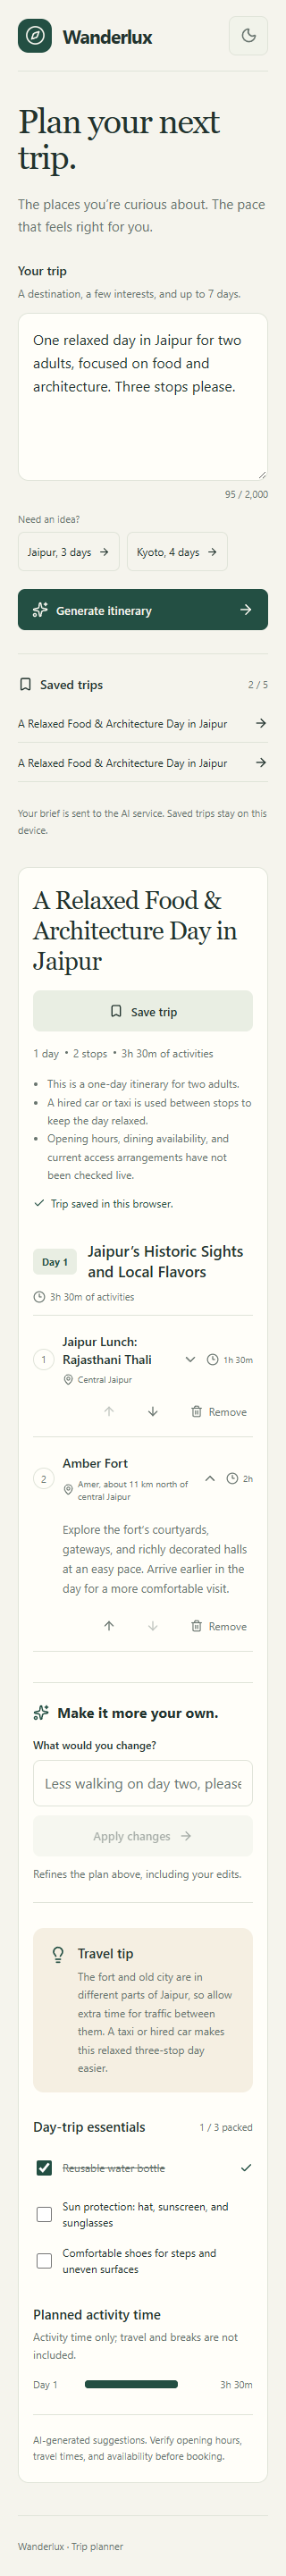 Wanderlux
Plan your next
trip.
The places you're curious about. The pace
that feels right for you.
Your trip
A destination, a few interests, and up to 7 days.
One relaxed day in Jaipur for two
adults, focused on food and
architecture. Three stops please.
95 / 2,000
Need an idea?
Jaipur, 3 days → Kyoto, 4 days →
Generate itinerary →
Saved trips 2 / 5
A Relaxed Food & Architecture Day in Jaipur →
A Relaxed Food & Architecture Day in Jaipur →
Your brief is sent to the AI service. Saved trips stay on this
device.
A Relaxed Food &
Architecture Day in
Jaipur
Save trip
1 day • 2 stops • 3h 30m of activities
• This is a one-day itinerary for two adults.
• A hired car or taxi is used between stops to
keep the day relaxed.
• Opening hours, dining availability, and
current access arrangements have not
been checked live.
✓ Trip saved in this browser.
Day 1 Jaipur's Historic Sights
and Local Flavors
3h 30m of activities
1 Jaipur Lunch:
Rajasthani Thali 1h 30m
Central Jaipur
↑ ↓ Remove
2 Amber Fort 2h
Amer, about 11 km north of
central Jaipur
Explore the fort's courtyards,
gateways, and richly decorated halls
at an easy pace. Arrive earlier in the
day for a more comfortable visit.
↑ ↓ Remove
Make it more your own.
What would you change?
Less walking on day two, please
Apply changes →
Refines the plan above, including your edits.
Travel tip
The fort and old city are in
different parts of Jaipur, so allow
extra time for traffic between
them. A taxi or hired car makes
this relaxed three-stop day
easier.
Day-trip essentials 1 / 3 packed
Reusable water bottle ✓
Sun protection: hat, sunscreen, and
sunglasses
Comfortable shoes for steps and
uneven surfaces
Planned activity time
Activity time only; travel and breaks are not
included.
Day 1 3h 30m
AI-generated suggestions. Verify opening hours,
travel times, and availability before booking.
Wanderlux · Trip planner